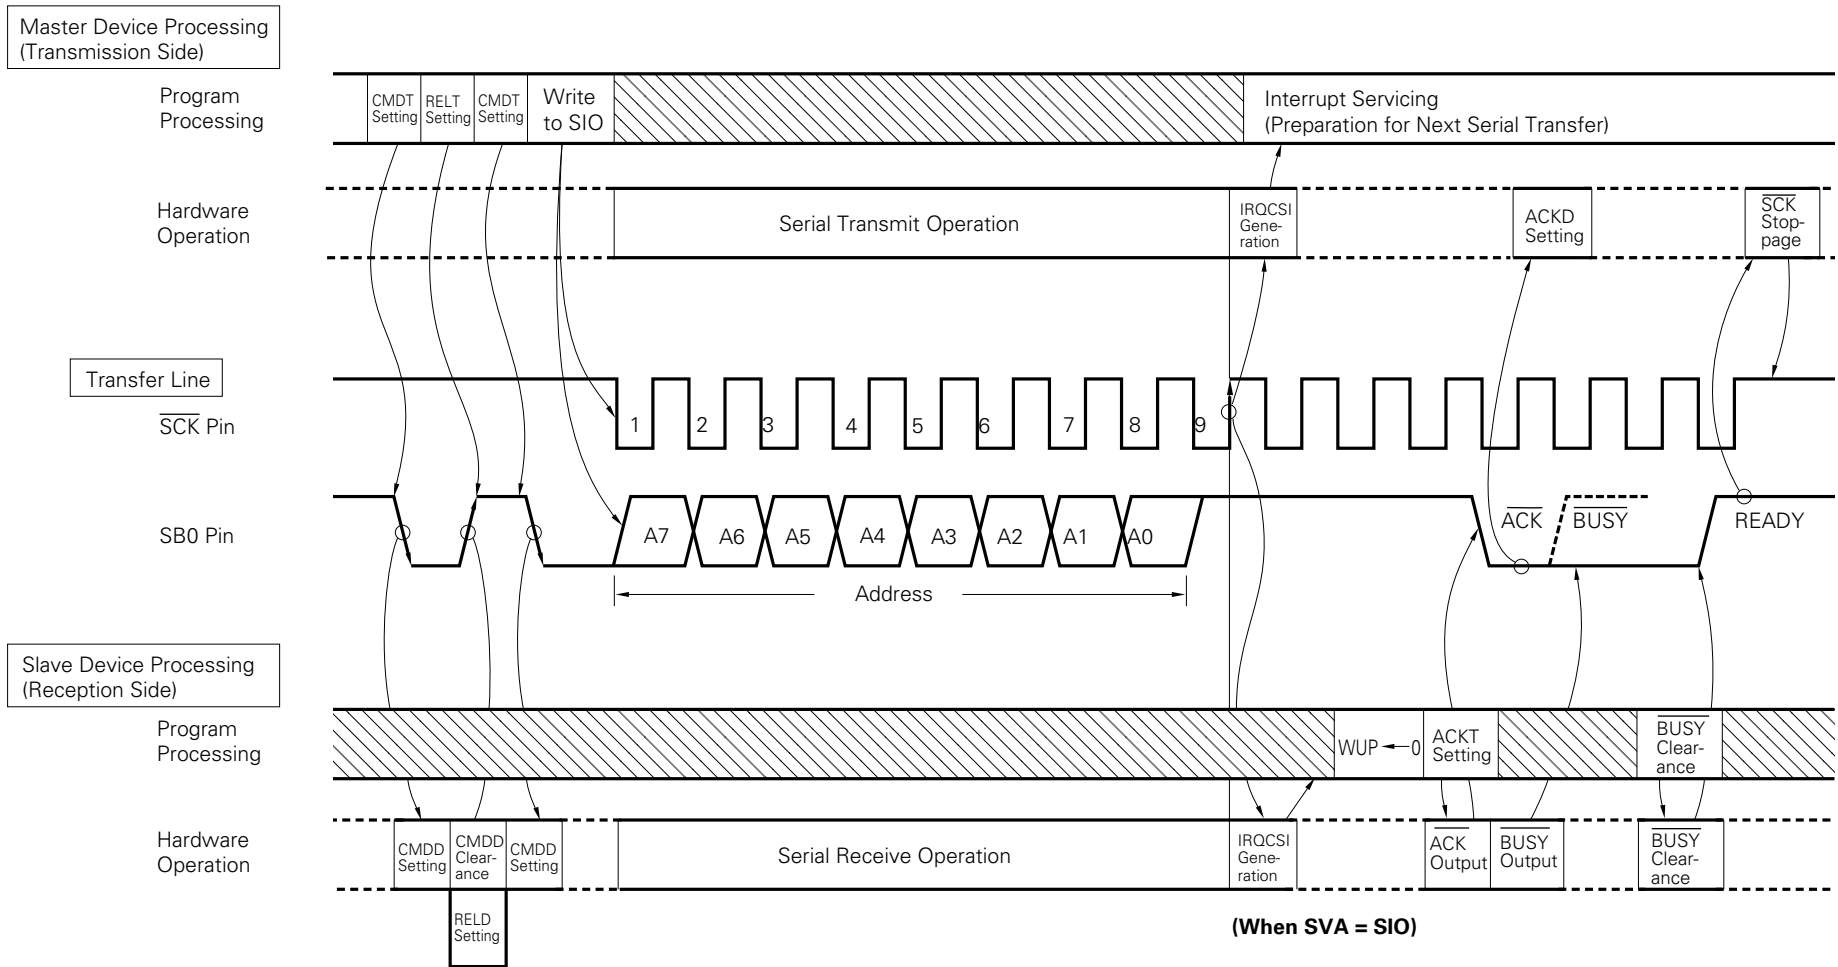 Master Device Processing
(Transmission Side)
Program
Processing
CMDT
Setting
RELT
Setting
CMDT
Setting
Write
to SIO
Interrupt Servicing
(Preparation for Next Serial Transfer)
Hardware
Operation
Serial Transmit Operation
IRQCSI
Gene-
ration
ACKD
Setting
SCK
Stop-
page
Transfer Line
SCK Pin
1 2 3 4 5 6 7 8 9
SB0 Pin
A7 A6 A5 A4 A3 A2 A1 A0
ACK BUSY READY
Address
Slave Device Processing
(Reception Side)
Program
Processing
WUP 0
ACKT
Setting
BUSY
Clear-
ance
Hardware
Operation
CMDD
Setting
CMDD
Clear-
ance
CMDD
Setting
Serial Receive Operation
IRQCSI
Gene-
ration
ACK
Output
BUSY
Output
BUSY
Clear-
ance
RELD
Setting
(When SVA = SIO)